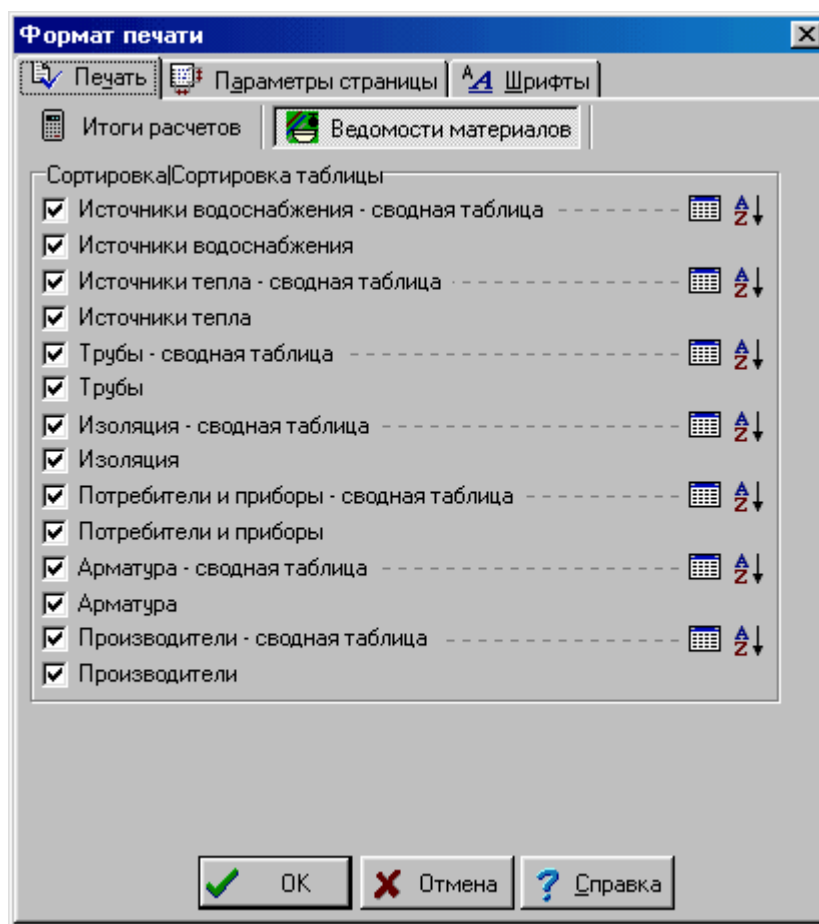 Формат печати
Печать Параметры страницы Шрифты
Итоги расчетов Ведомости материалов
Сортировка|Сортировка таблицы
Источники водоснабжения - сводная таблица
Источники водоснабжения
Источники тепла - сводная таблица
Источники тепла
Трубы - сводная таблица
Трубы
Изоляция - сводная таблица
Изоляция
Потребители и приборы - сводная таблица
Потребители и приборы
Арматура - сводная таблица
Арматура
Производители - сводная таблица
Производители
OK Отмена Справка